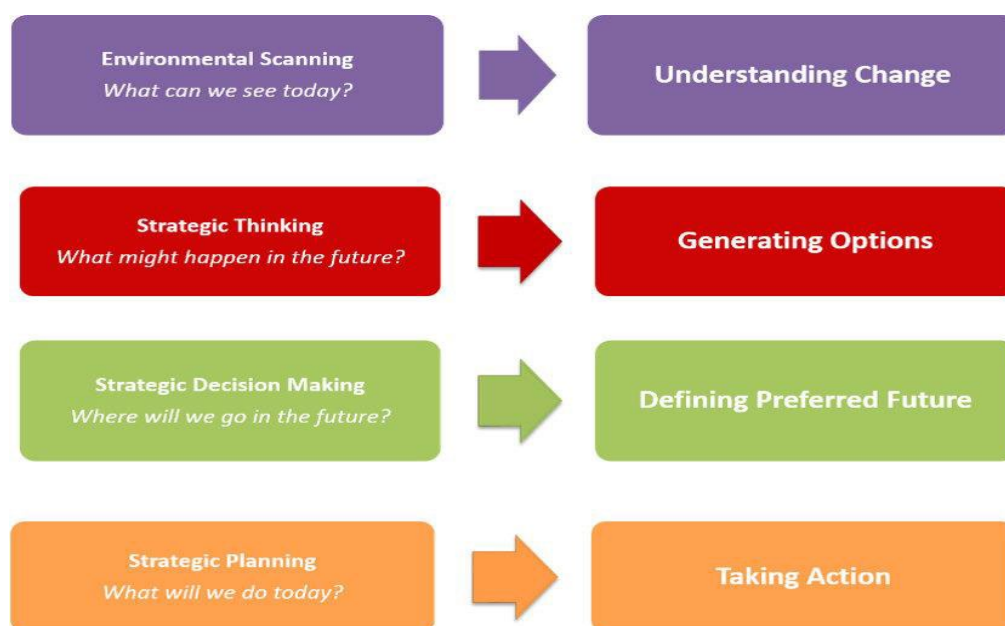 Environmental Scanning
What can we see today?
Understanding Change
Strategic Thinking
What might happen in the future?
Generating Options
Strategic Decision Making
Where will we go in the future?
Defining Preferred Future
Strategic Planning
What will we do today?
Taking Action